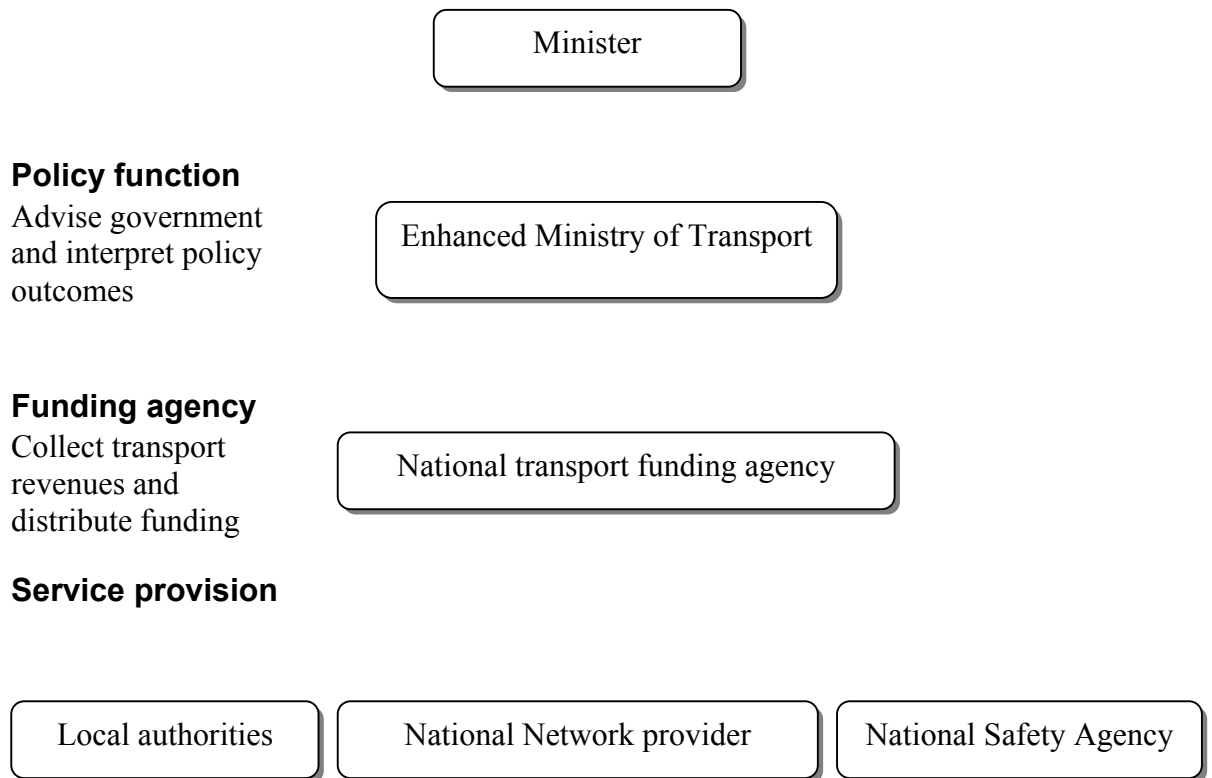 Minister
Policy function
Advise government
and interpret policy
outcomes
Enhanced Ministry of Transport
Funding agency
Collect transport
revenues and
distribute funding
National transport funding agency
Service provision
Local authorities
National Network provider
National Safety Agency